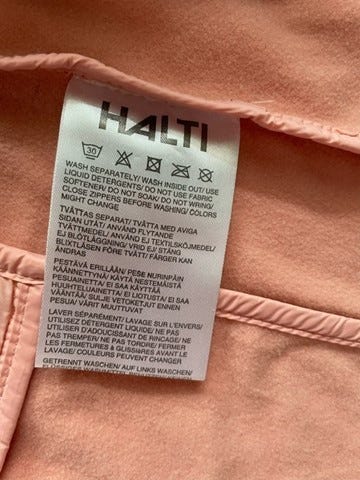 HALTI
30
WASH SEPARATELY/ WASH INSIDE OUT/ USE
LIQUID DETERGENTS/ DO NOT USE FABRIC
SOFTENER/ DO NOT SOAK/ DO NOT WRING/
CLOSE ZIPPERS BEFORE WASHING/ COLORS
MIGHT CHANGE
TVÄTTAS SEPARAT/ TVÄTTA MED AVIGA
SIDAN UTÅT/ ANVÄND FLYTANDE
TVÄTTMEDEL/ ANVÄND EJ TEXTILSKÖJMEDEL/
EJ BLÖTLÄGGNING/ VRID EJ/ STÄNG
BLIXTLÅSEN FÖRE TVÄTT/ FÄRGER KAN
ÄNDRAS
PESTÄVÄ ERILLÄÄN/ PESE NURINPÄIN
KÄÄNNETTYNÄ/ KÄYTÄ NESTEMÄISTÄ
PESUAINETTA/ EI SAA KÄYTTÄÄ
HUUHTELUAINETTA/ EI LIOTUSTA/ EI SAA
VÄÄNTÄÄ/ SULJE VETOKETJUT ENNEN
PESUA/ VÄRIT MUUTTUVAT
LAVER SÉPARÉMENT/ LAVAGE SUR L'ENVERS/
UTILISEZ DETERGENT LIQUIDE/ NE PAS
UTILISER D'ADOUCISSANT DE RINCAGE/ NE
PAS TREMPER/ NE PAS TORDRE/ FERMER
LES FERMETURES À GLISSIÈRES AVANT LE
LAVAGE/ COULEURS PEUVENT CHANGER
GETRENNT WASCHEN/ AUF LINKS WASCHEN/